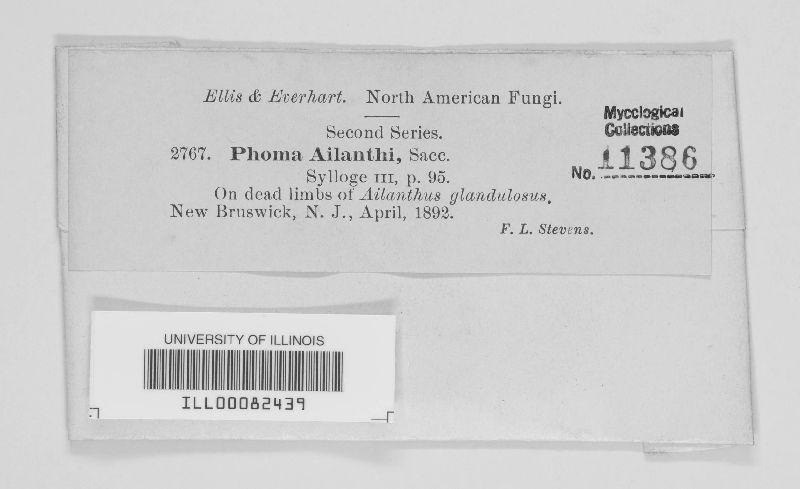 Ellis & Everhart. North American Fungi.
Second Series.
2767. Phoma Ailanthi, Sacc.
Sylloge III, p. 95.
On dead limbs of Ailanthus glandulosus.
New Bruswick, N. J., April, 1892.
F. L. Stevens.
Mycological
Collections
No. 11386
UNIVERSITY OF ILLINOIS
ILL00082439